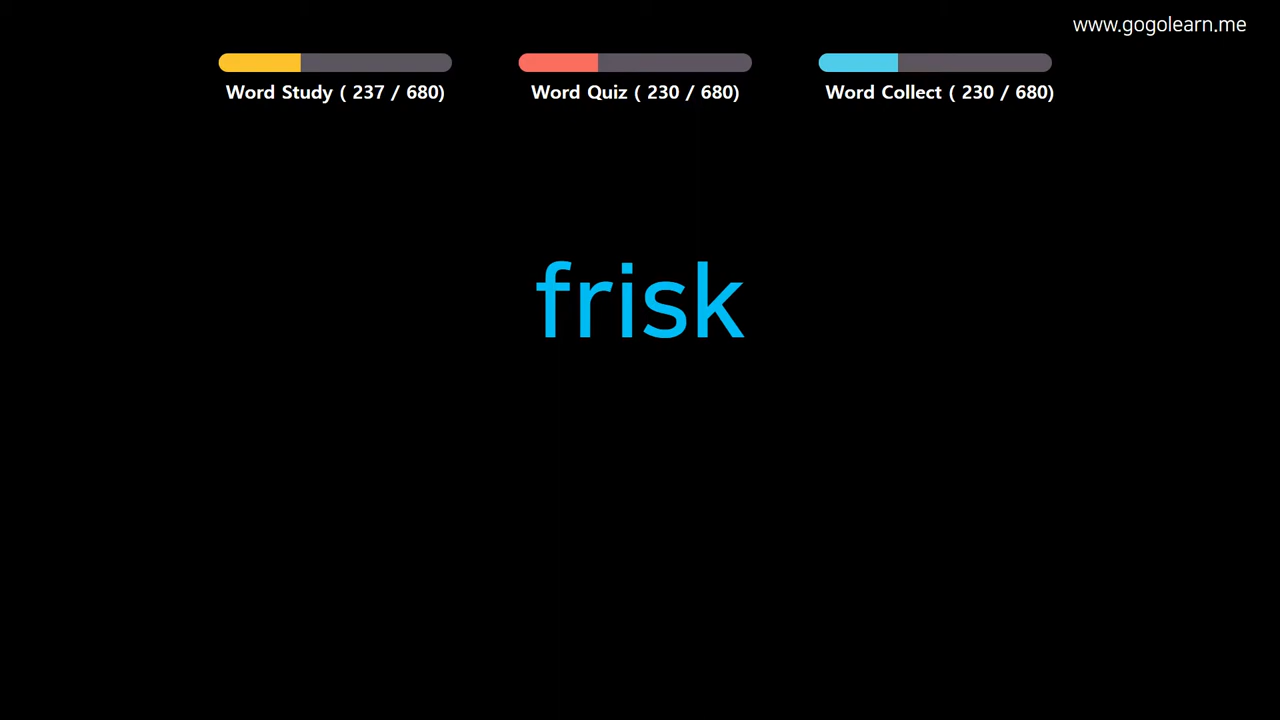 www.gogolearn.me
Word Study ( 237 / 680)
Word Quiz ( 230 / 680)
Word Collect ( 230 / 680)
frisk